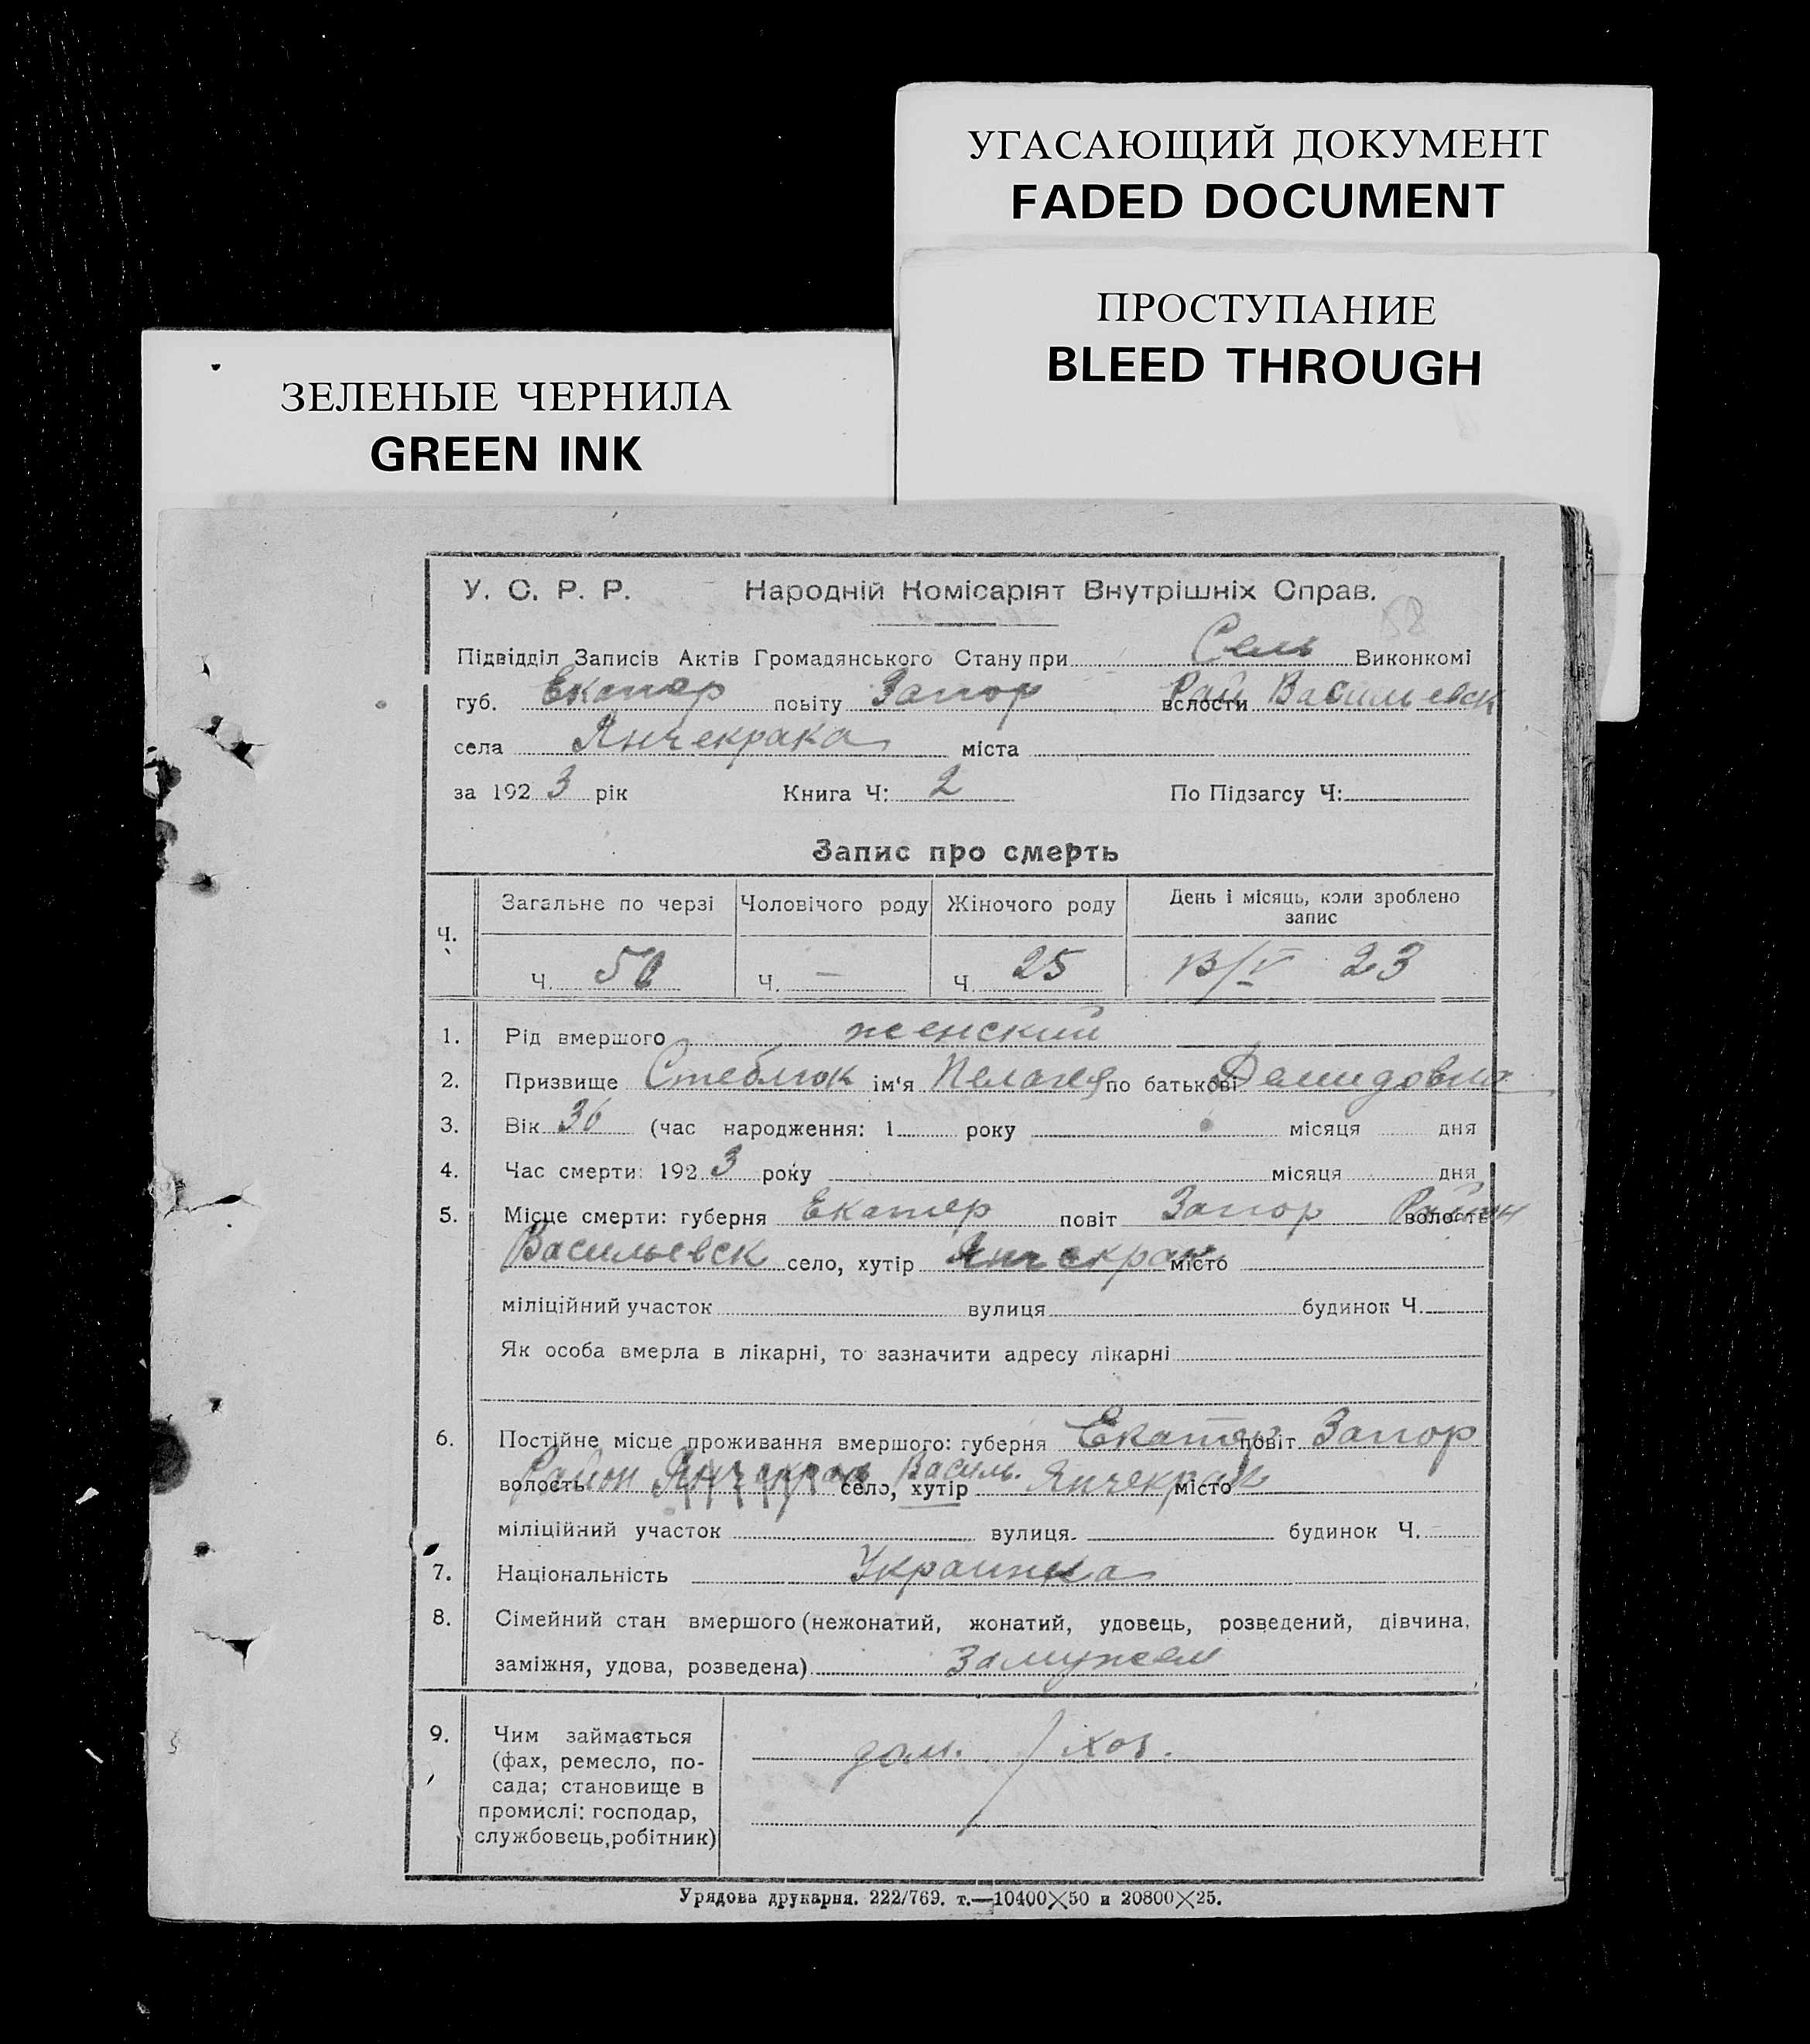 УГАСАЮЩИЙ ДОКУМЕНТ
FADED DOCUMENT
ПРОСТУПАНИЕ
BLEED THROUGH
ЗЕЛЕНЫЕ ЧЕРНИЛА
GREEN INK
У. С. Р. Р. Народній Комісаріят Внутрішніх Справ.
Підвідділ Записів Актів Громадянського Стану при Сель Виконкомі
губ. Екатер повіту Запор волости Рай Васильевск
села Янчекрака міста
за 1923 рік Книга Ч: 2 По Підзагсу Ч:
Запис про смерть
Ч. Загальне по черзі Чоловічого роду Жіночого роду День і місяць, коли зроблено запис
Ч. Ч. — Ч. 25 23
1. Рід вмершого женский
2. Призвище Стеблюк ім'я Пелагея по батькові Демидовна
3. Вік 36 (час народження: 1 року місяця дня
4. Час смерти: 1923 року місяця дня
5. Місце смерти: губерня Екатер повіт Запор волость Район
Васильевск село, хутір Янчекрак місто
міліційний участок вулиця будинок Ч.
Як особа вмерла в лікарні, то зазначити адресу лікарні
6. Постійне місце проживання вмершого: губерня Екатер повіт Запор
волость Район Янчекрак Василь. село, хутір Янчекрак місто
міліційний участок вулиця. будинок Ч.
7. Національність Украинка
8. Сімейний стан вмершого (нежонатий, жонатий, удовець, розведений, дівчина,
заміжня, удова, розведена) Замужем
9. Чим займається дом. / хоз.
(фах, ремесло, по-
сада; становище в
промислі: господар,
службовець, робітник)
Урядова друкарня. 222/769. т.—10400×50 и 20800×25.